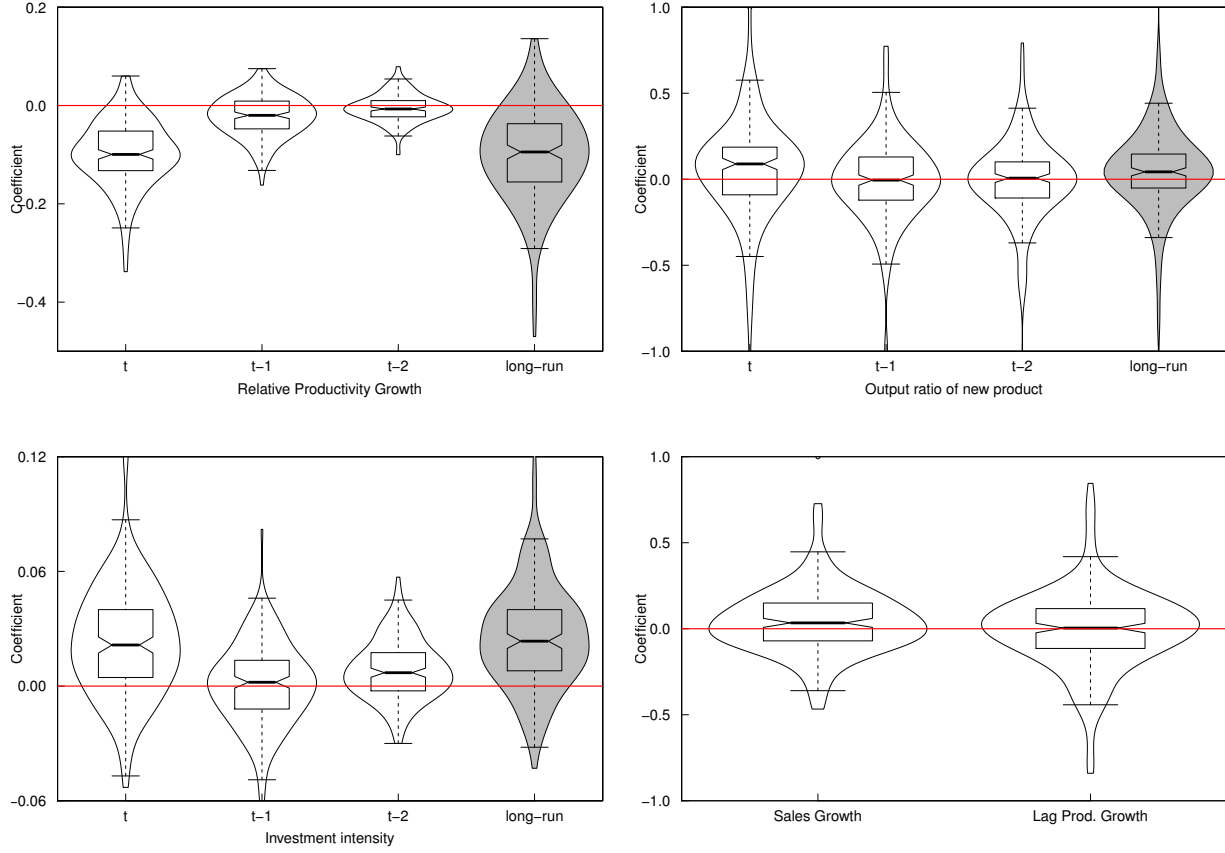 0.2
0.0
−0.2
−0.4
Coefficient
t
t−1
t−2
long−run
Relative Productivity Growth
1.0
0.5
0.0
−0.5
−1.0
Coefficient
t
t−1
t−2
long−run
Output ratio of new product
0.12
0.06
0.00
−0.06
Coefficient
t
t−1
t−2
long−run
Investment intensity
1.0
0.5
0.0
−0.5
−1.0
Coefficient
Sales Growth
Lag Prod. Growth